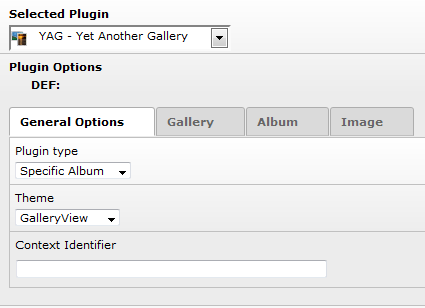 Selected Plugin
YAG - Yet Another Gallery
Plugin Options
DEF:
General Options Gallery Album Image
Plugin type
Specific Album
Theme
GalleryView
Context Identifier